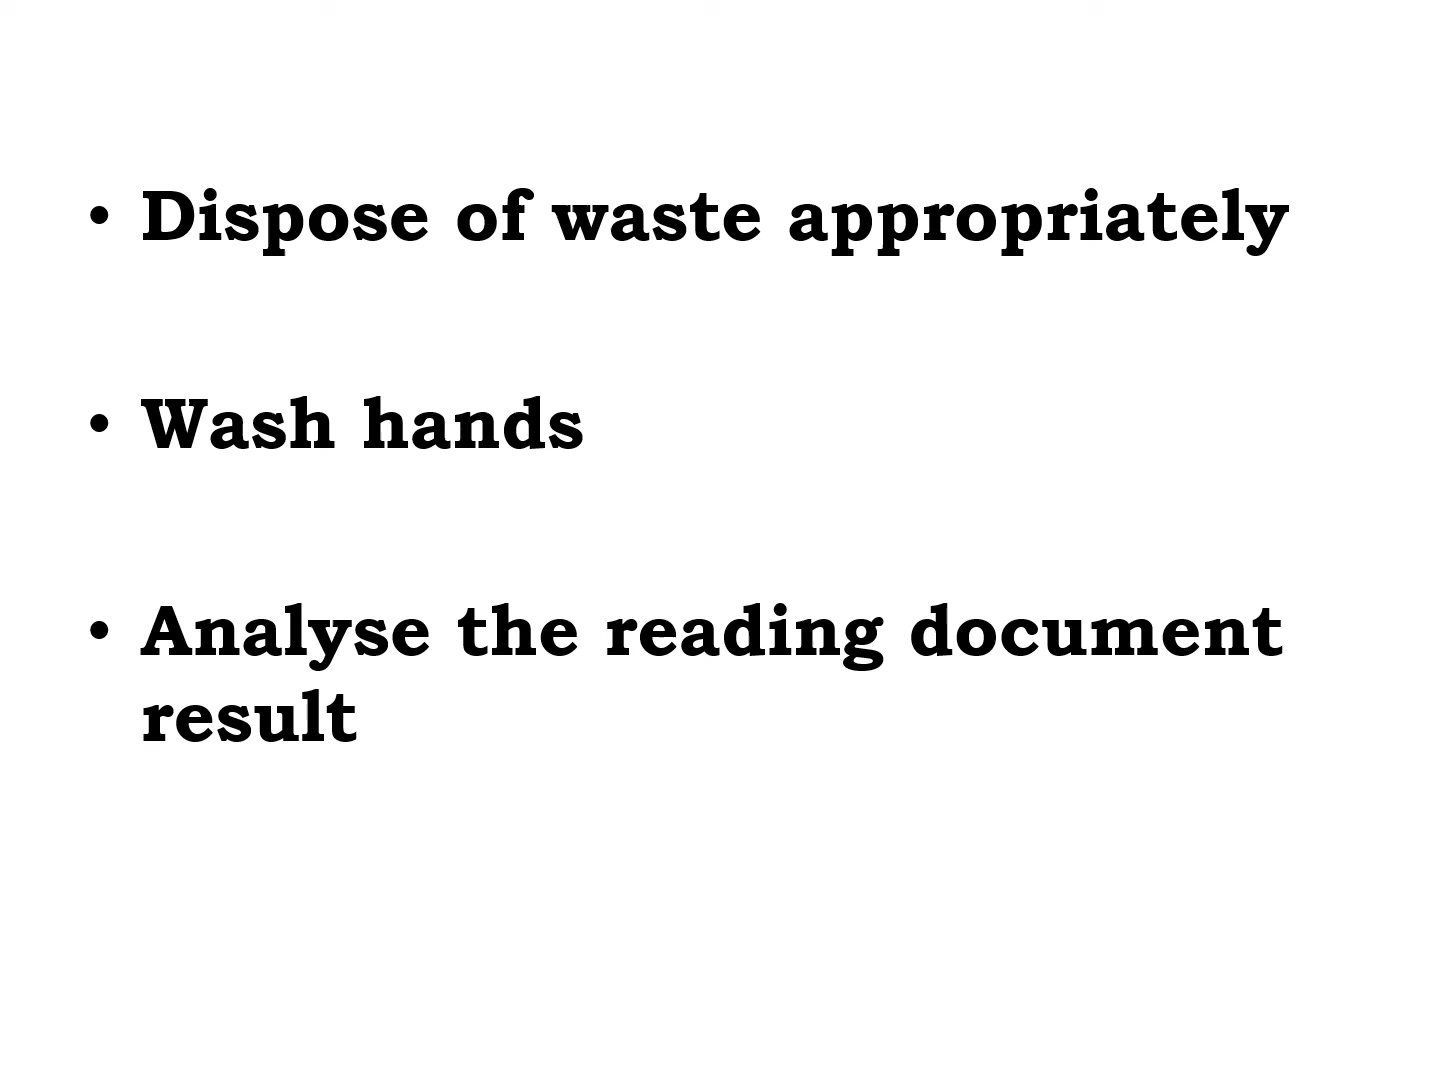 • Dispose of waste appropriately
• Wash hands
• Analyse the reading document
result